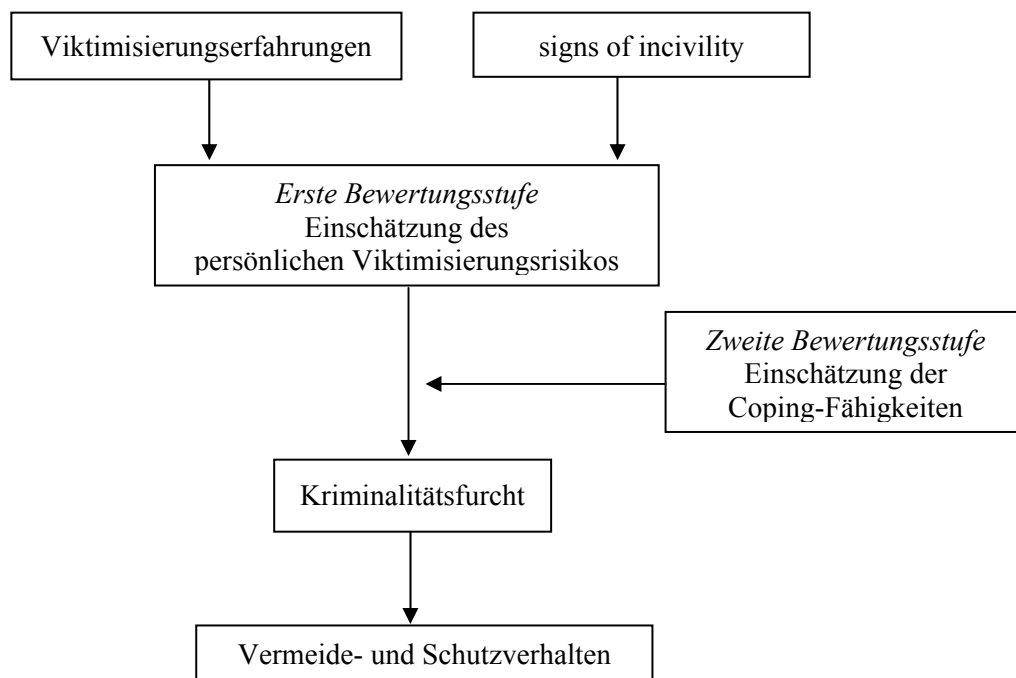 Viktimisierungserfahrungen
signs of incivility
Erste Bewertungsstufe
Einschätzung des
persönlichen Viktimisierungsrisikos
Zweite Bewertungsstufe
Einschätzung der
Coping-Fähigkeiten
Kriminalitätsfurcht
Vermeide- und Schutzverhalten